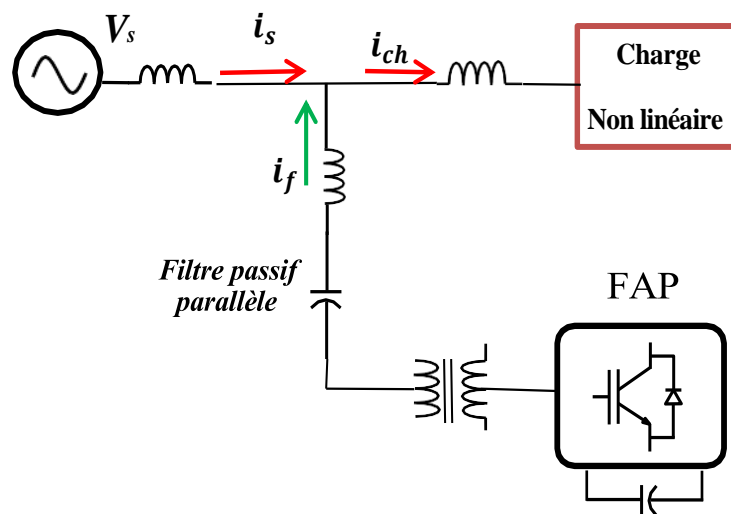 Vs
is
ich
Charge
Non linéaire
if
Filtre passif
parallèle
FAP